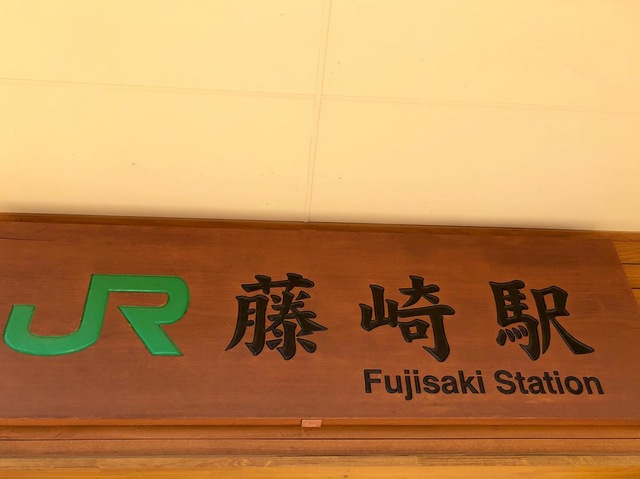 JR 藤崎駅
Fujisaki Station